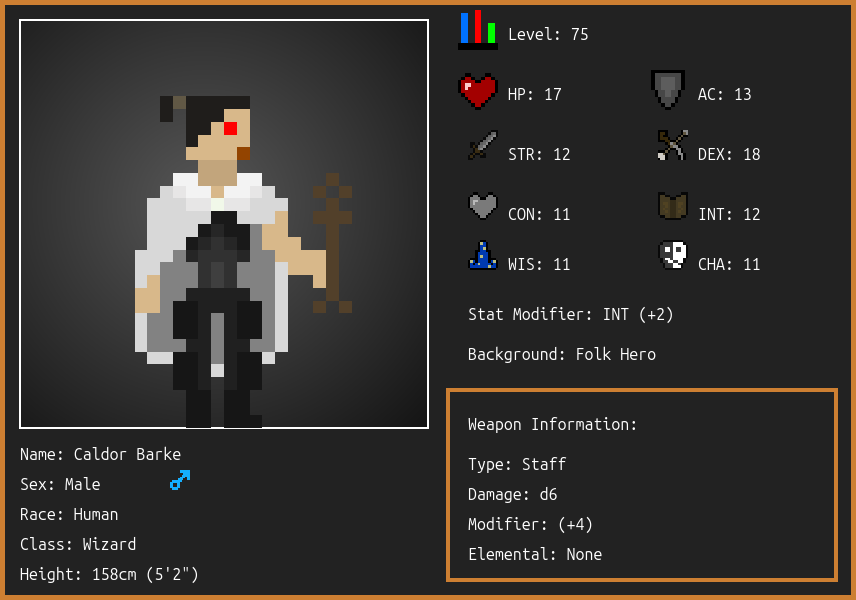 Level: 75
HP: 17
AC: 13
STR: 12
DEX: 18
CON: 11
INT: 12
WIS: 11
CHA: 11
Stat Modifier: INT (+2)
Background: Folk Hero
Weapon Information:
Type: Staff
Damage: d6
Modifier: (+4)
Elemental: None
Name: Caldor Barke
Sex: Male
Race: Human
Class: Wizard
Height: 158cm (5'2")